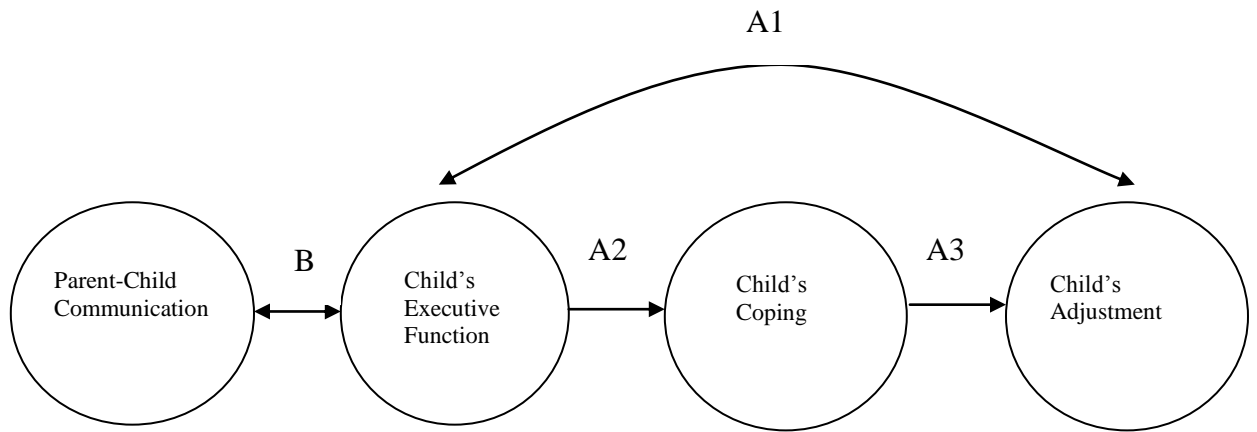 A1
B
A2
A3
Parent-Child
Communication
Child’s
Executive
Function
Child’s
Coping
Child’s
Adjustment